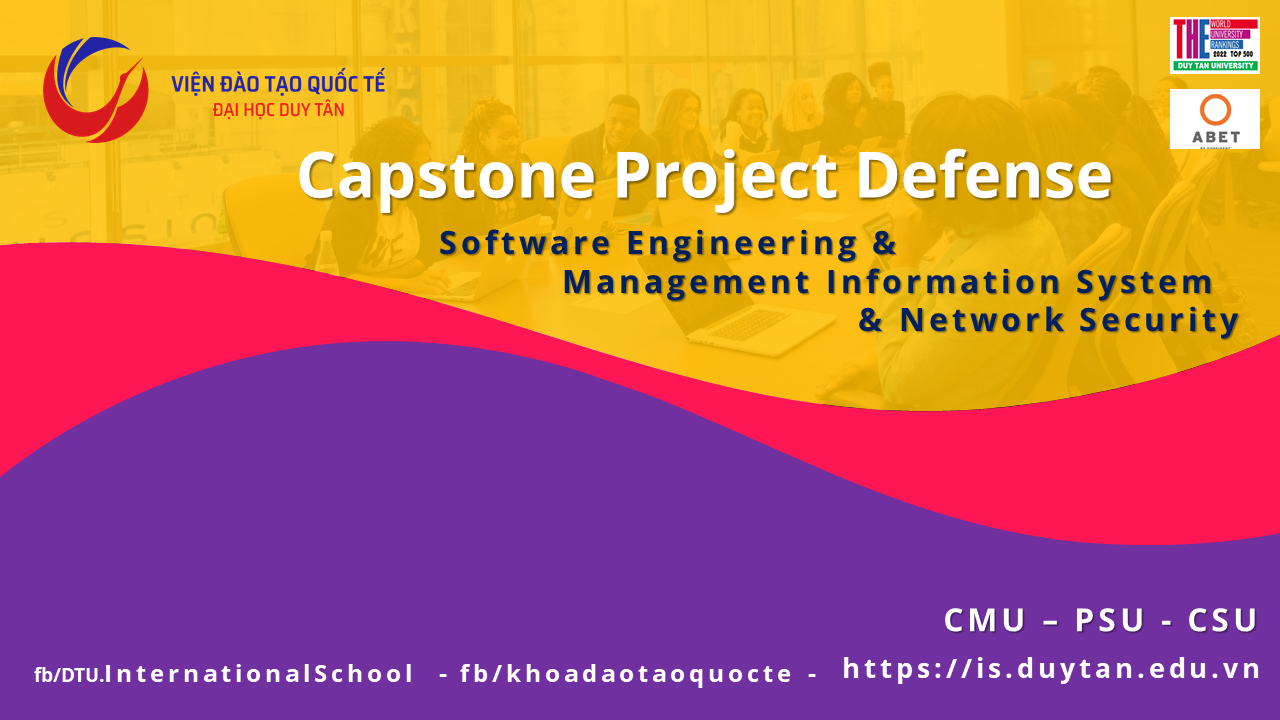 VIỆN ĐÀO TẠO QUỐC TẾ
ĐẠI HỌC DUY TÂN
THE WORLD
UNIVERSITY
RANKINGS
2022 TOP 500
DUY TAN UNIVERSITY
ABET
Capstone Project Defense
Software Engineering &
Management Information System
& Network Security
CMU – PSU - CSU
fb/DTU.InternationalSchool - fb/khoadaotaoquocte - https://is.duytan.edu.vn